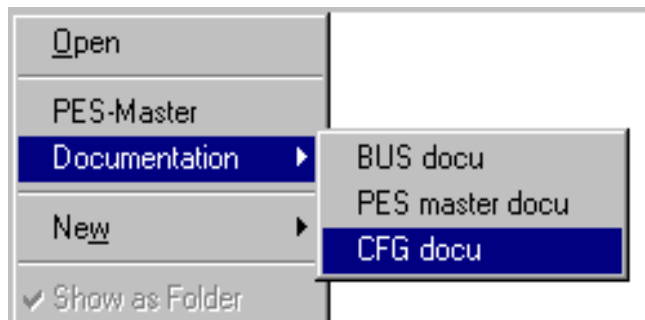 Open
PES-Master
Documentation
BUS docu
PES master docu
New
CFG docu
Show as Folder